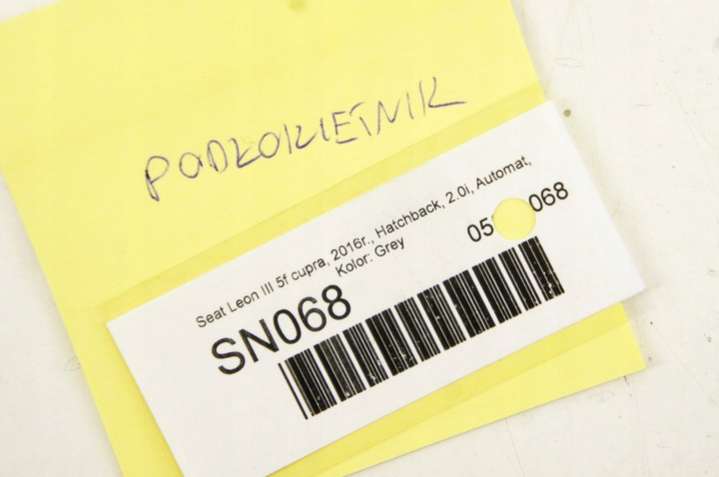 PODŁOKIETNIK
Seat Leon III 5f cupra, 2016r., Hatchback, 2.0i, Automat,
Kolor: Grey
SN068
05 068